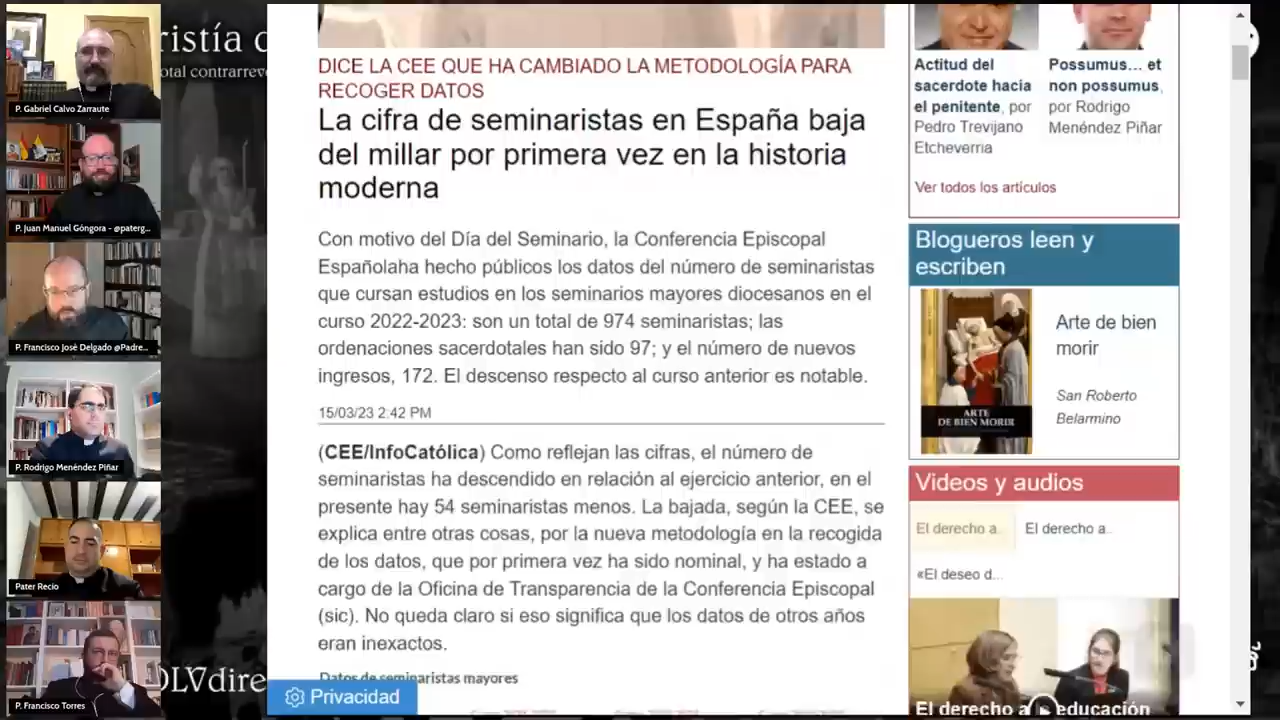 ristía d
otal contrarrev
P. Gabriel Calvo Zarraute
P. Juan Manuel Góngora - @paterg...
P. Francisco José Delgado @Padre...
P. Rodrigo Menéndez Piñar
Pater Recio
P. Francisco Torres
DLVdire
DICE LA CEE QUE HA CAMBIADO LA METODOLOGÍA PARA
RECOGER DATOS
La cifra de seminaristas en España baja
del millar por primera vez en la historia
moderna
Con motivo del Día del Seminario, la Conferencia Episcopal
Españolaha hecho públicos los datos del número de seminaristas
que cursan estudios en los seminarios mayores diocesanos en el
curso 2022-2023: son un total de 974 seminaristas; las
ordenaciones sacerdotales han sido 97; y el número de nuevos
ingresos, 172. El descenso respecto al curso anterior es notable.
15/03/23 2:42 PM
(CEE/InfoCatólica) Como reflejan las cifras, el número de
seminaristas ha descendido en relación al ejercicio anterior, en el
presente hay 54 seminaristas menos. La bajada, según la CEE, se
explica entre otras cosas, por la nueva metodología en la recogida
de los datos, que por primera vez ha sido nominal, y ha estado a
cargo de la Oficina de Transparencia de la Conferencia Episcopal
(sic). No queda claro si eso significa que los datos de otros años
eran inexactos.
Datos de seminaristas mayores
Privacidad
Actitud del
sacerdote hacia
el penitente, por
Pedro Trevijano
Etcheverria
Possumus... et
non possumus,
por Rodrigo
Menéndez Piñar
Ver todos los artículos
Blogueros leen y
escriben
ARTE
DE BIEN MORIR
Arte de bien
morir
San Roberto
Belarmino
Videos y audios
El derecho a..
El derecho a..
«El deseo d...
El derecho a educación